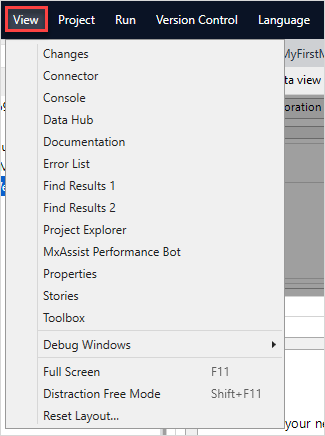 View Project Run Version Control Language
Changes
Connector
Console
Data Hub
Documentation
Error List
Find Results 1
Find Results 2
Project Explorer
MxAssist Performance Bot
Properties
Stories
Toolbox
Debug Windows
Full Screen F11
Distraction Free Mode Shift+F11
Reset Layout...
MyFirstM
ta view
oration
your ne